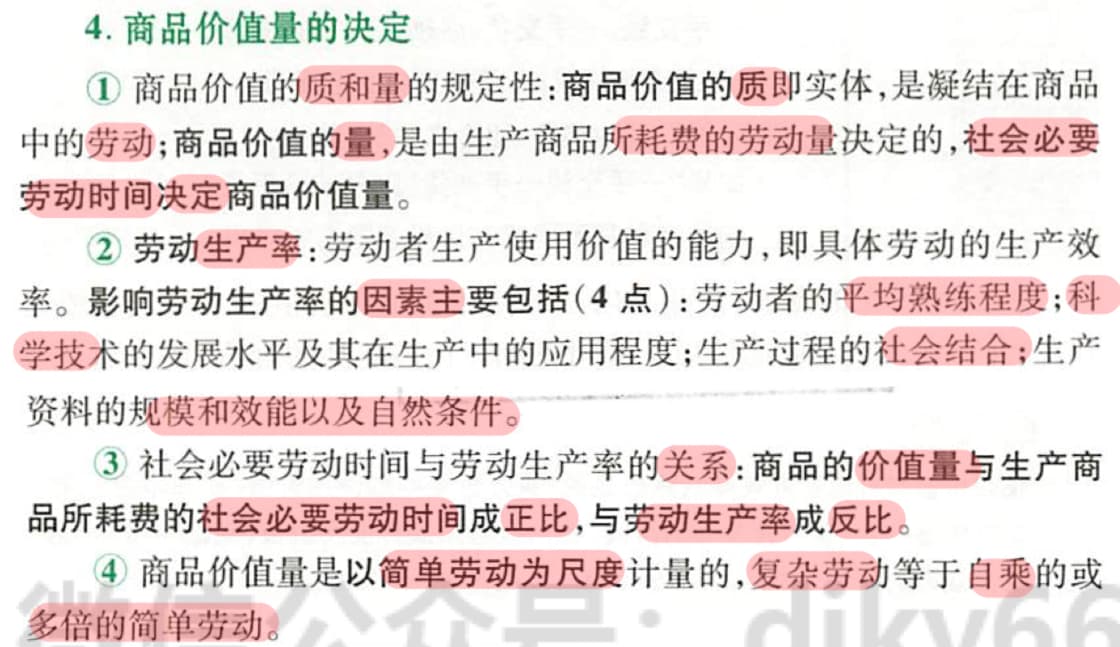 4. 商品价值量的决定
① 商品价值的质和量的规定性:商品价值的质即实体,是凝结在商品
中的劳动;商品价值的量,是由生产商品所耗费的劳动量决定的,社会必要
劳动时间决定商品价值量。
② 劳动生产率:劳动者生产使用价值的能力,即具体劳动的生产效
率。影响劳动生产率的因素主要包括(4 点):劳动者的平均熟练程度;科
学技术的发展水平及其在生产中的应用程度;生产过程的社会结合;生产
资料的规模和效能以及自然条件。
③ 社会必要劳动时间与劳动生产率的关系:商品的价值量与生产商
品所耗费的社会必要劳动时间成正比,与劳动生产率成反比。
④ 商品价值量是以简单劳动为尺度计量的,复杂劳动等于自乘的或
多倍的简单劳动。
微信公众号: djky66